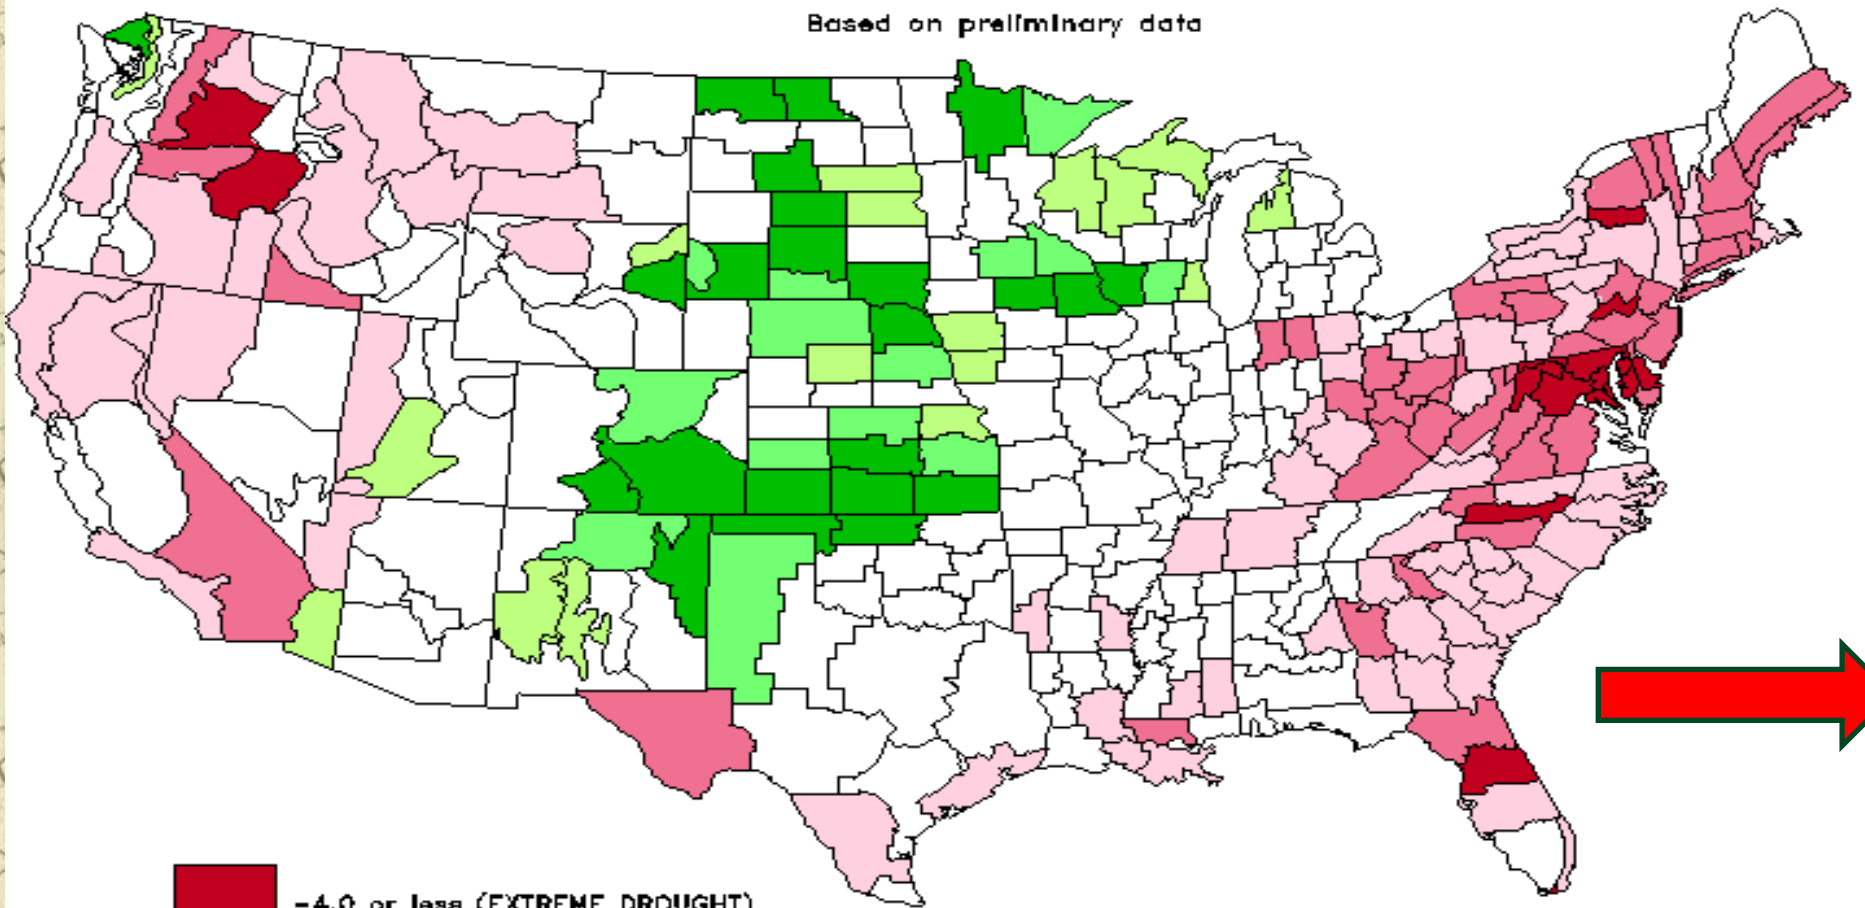 Based on preliminary data
-4.0 or less (EXTREME DROUGHT)